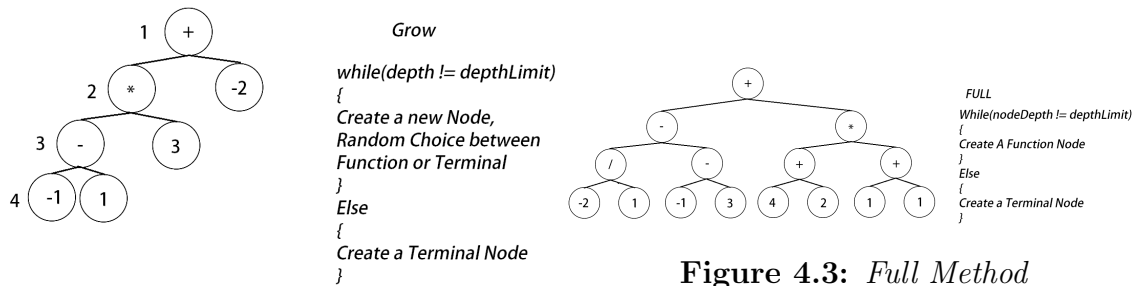 1 +
2 * -2
3 - 3
4 -1 1
Grow
while(depth != depthLimit)
{
Create a new Node,
Random Choice between
Function or Terminal
}
Else
{
Create a Terminal Node
}
+
- *
/ - + +
-2 1 -1 3 4 2 1 1
FULL
While(nodeDepth != depthLimit)
{
Create A Function Node
}
Else
{
Create a Terminal Node
}
Figure 4.3: Full Method